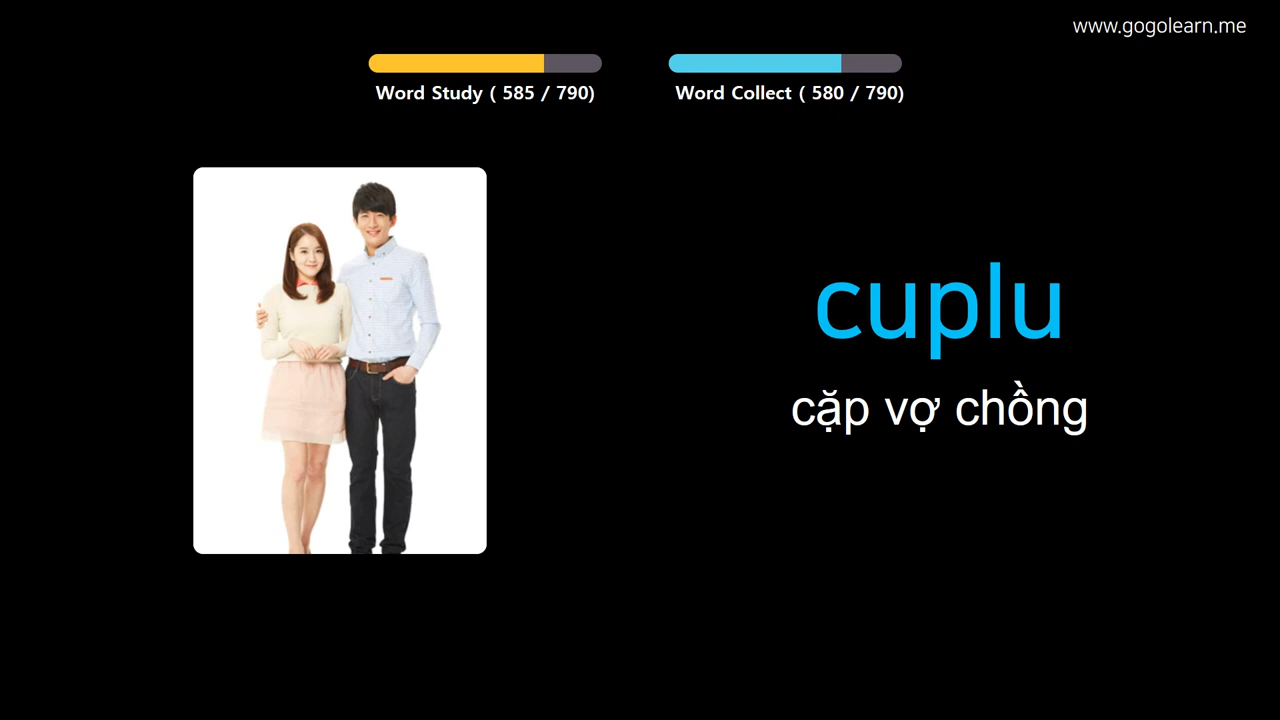 www.gogolearn.me
Word Study ( 585 / 790)
Word Collect ( 580 / 790)
cuplu
cặp vợ chồng